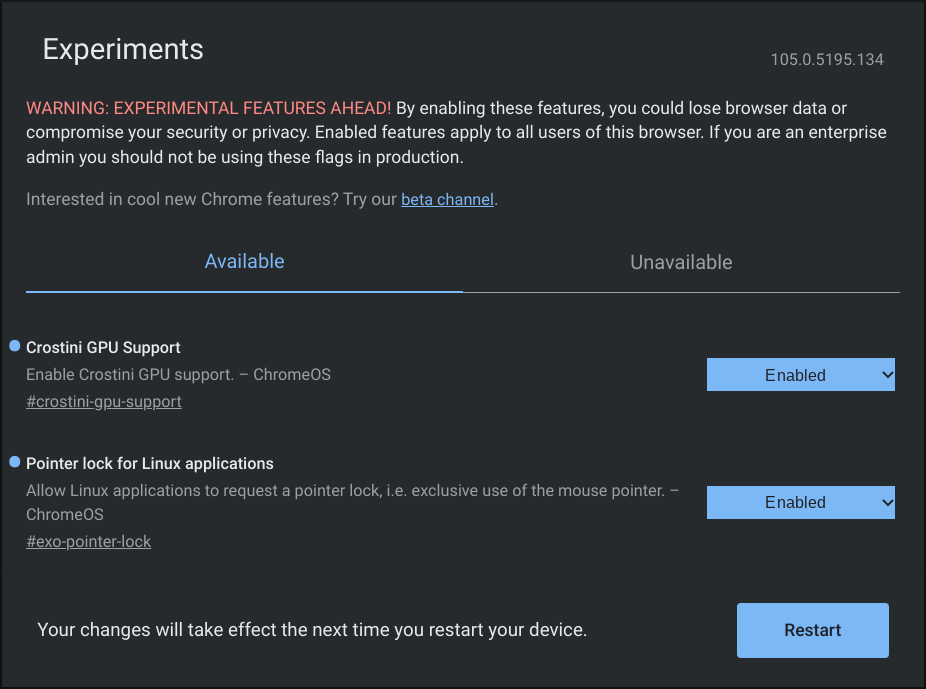 Experiments
105.0.5195.134
WARNING: EXPERIMENTAL FEATURES AHEAD! By enabling these features, you could lose browser data or
compromise your security or privacy. Enabled features apply to all users of this browser. If you are an enterprise
admin you should not be using these flags in production.
Interested in cool new Chrome features? Try our beta channel.
Available
Unavailable
Crostini GPU Support
Enable Crostini GPU support. – ChromeOS
#crostini-gpu-support
Enabled
Pointer lock for Linux applications
Allow Linux applications to request a pointer lock, i.e. exclusive use of the mouse pointer. –
ChromeOS
#exo-pointer-lock
Enabled
Your changes will take effect the next time you restart your device.
Restart